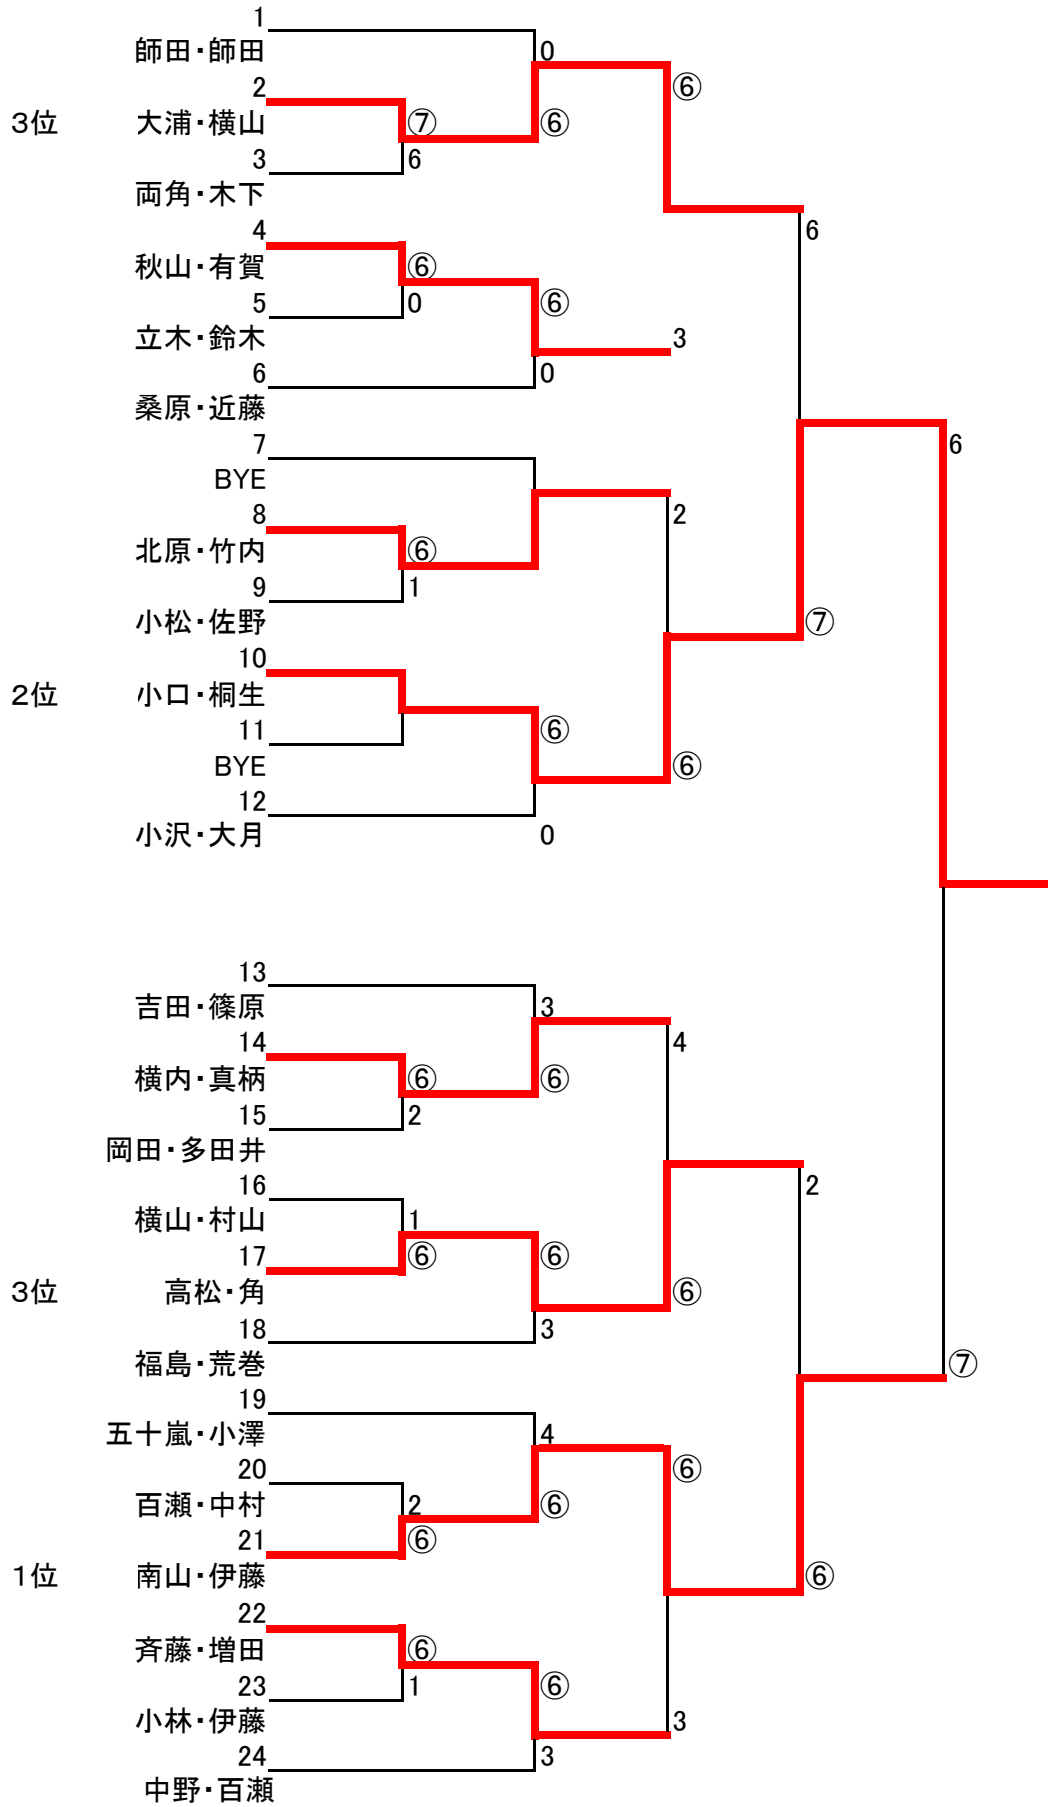 1
師田・師田
0
⑥
2
3位 大浦・横山
⑦
⑥
3
6
両角・木下
4
6
秋山・有賀
⑥
5
0
⑥
立木・鈴木
3
6
0
桑原・近藤
7
6
BYE
8
2
北原・竹内
⑥
9
1
小松・佐野
⑦
10
2位 小口・桐生
11
⑥
BYE
⑥
12
小沢・大月
0
13
吉田・篠原
3
14
4
横内・真柄
⑥
⑥
15
2
岡田・多田井
16
2
横山・村山
1
17
⑥
⑥
3位 高松・角
⑥
18
3
福島・荒巻
⑦
19
五十嵐・小澤
4
20
⑥
百瀬・中村
2
⑥
21
⑥
1位 南山・伊藤
⑥
22
斉藤・増田
⑥
23
1
⑥
小林・伊藤
3
24
3
中野・百瀬